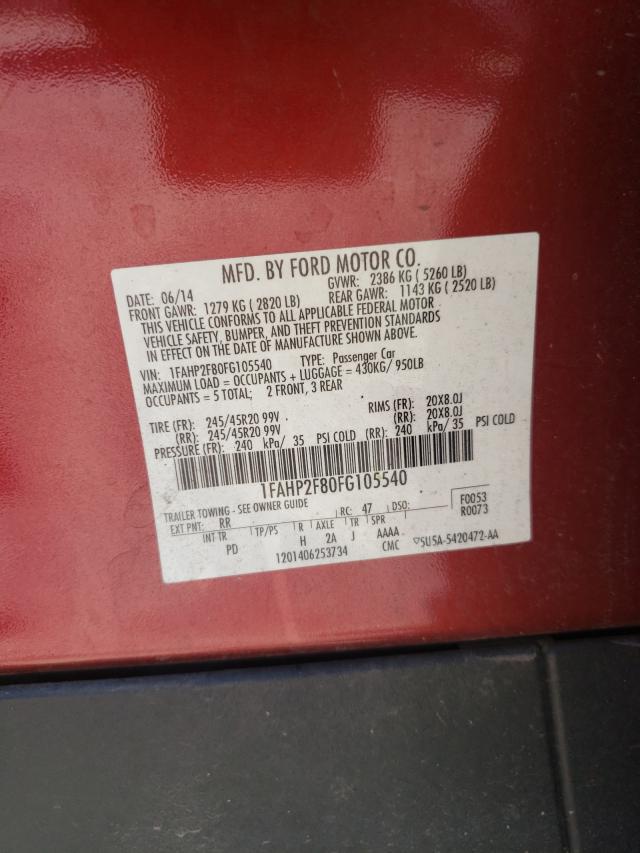 MFD. BY FORD MOTOR CO.
DATE: 06/14 GVWR: 2386 KG ( 5260 LB)
FRONT GAWR: 1279 KG ( 2820 LB) REAR GAWR: 1143 KG ( 2520 LB)
THIS VEHICLE CONFORMS TO ALL APPLICABLE FEDERAL MOTOR
VEHICLE SAFETY, BUMPER, AND THEFT PREVENTION STANDARDS
IN EFFECT ON THE DATE OF MANUFACTURE SHOWN ABOVE.
VIN: 1FAHP2F80FG105540 TYPE: Passenger Car
MAXIMUM LOAD = OCCUPANTS + LUGGAGE = 430KG/ 950LB
OCCUPANTS = 5 TOTAL; 2 FRONT, 3 REAR
TIRE (FR): 245/45R20 99V RIMS (FR): 20X8.0J
(RR): 245/45R20 99V (RR): 20X8.0J
PRESSURE (FR): 240 kPa/ 35 PSI COLD (RR): 240 kPa/ 35 PSI COLD
1FAHP2F80FG105540
TRAILER TOWING - SEE OWNER GUIDE
EXT PNT: RR RC: 47 DSO: F0053
R0073
INT TR TP/PS R AXLE TR SPR
PD H 2A J AAAA
1201406253734 CMC 5U5A-5420472-AA